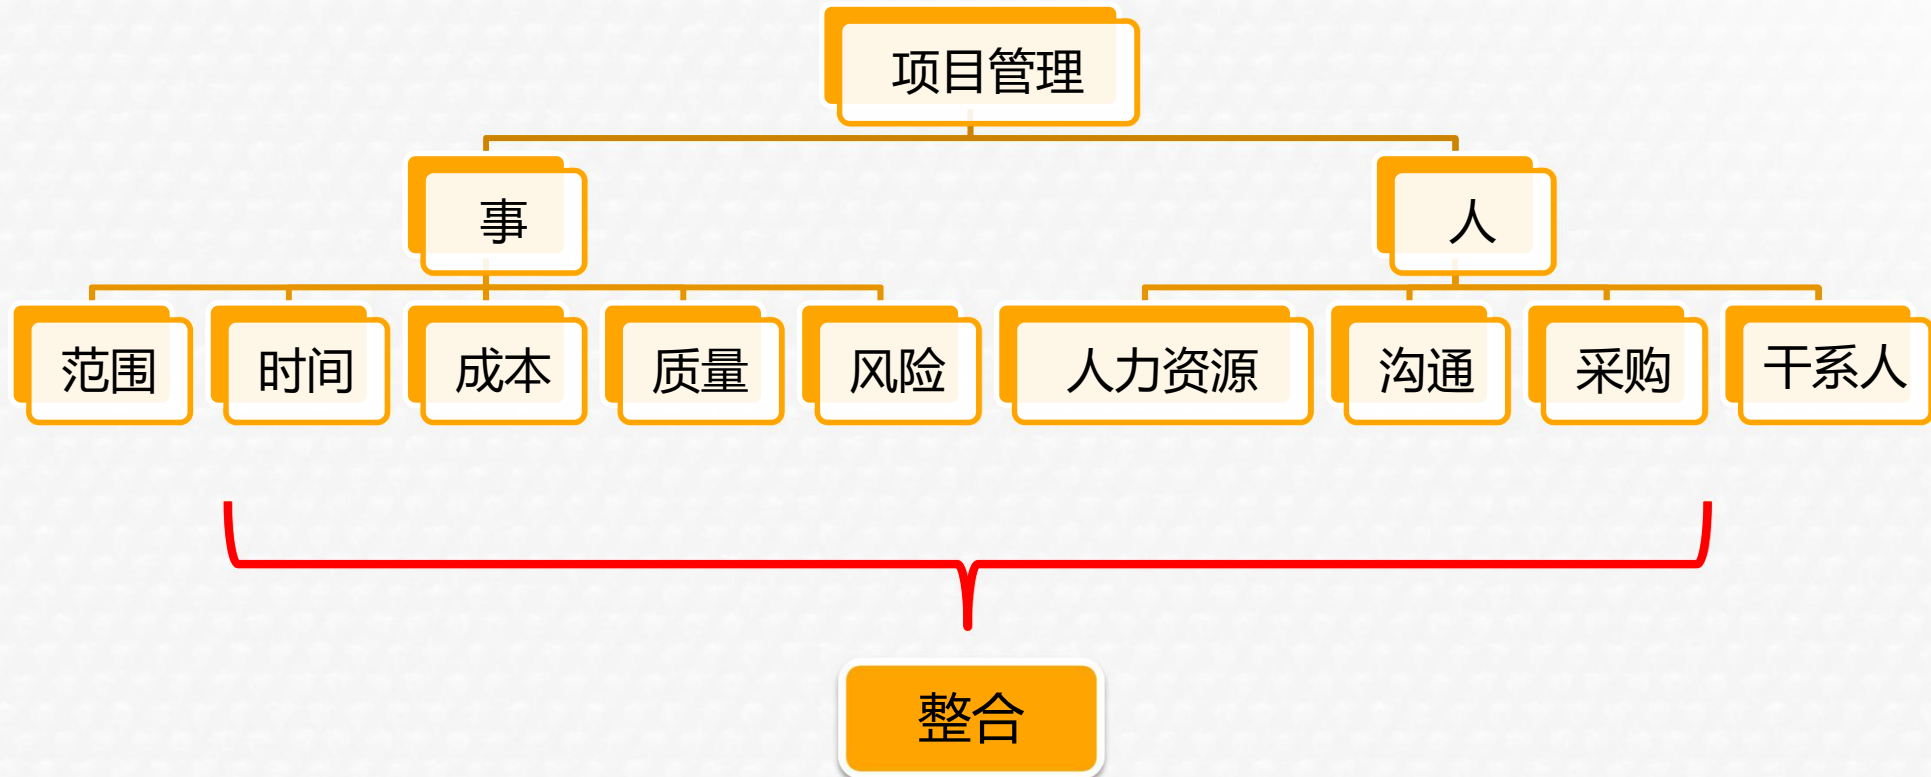 项目管理
事
人
范围
时间
成本
质量
风险
人力资源
沟通
采购
干系人
整合